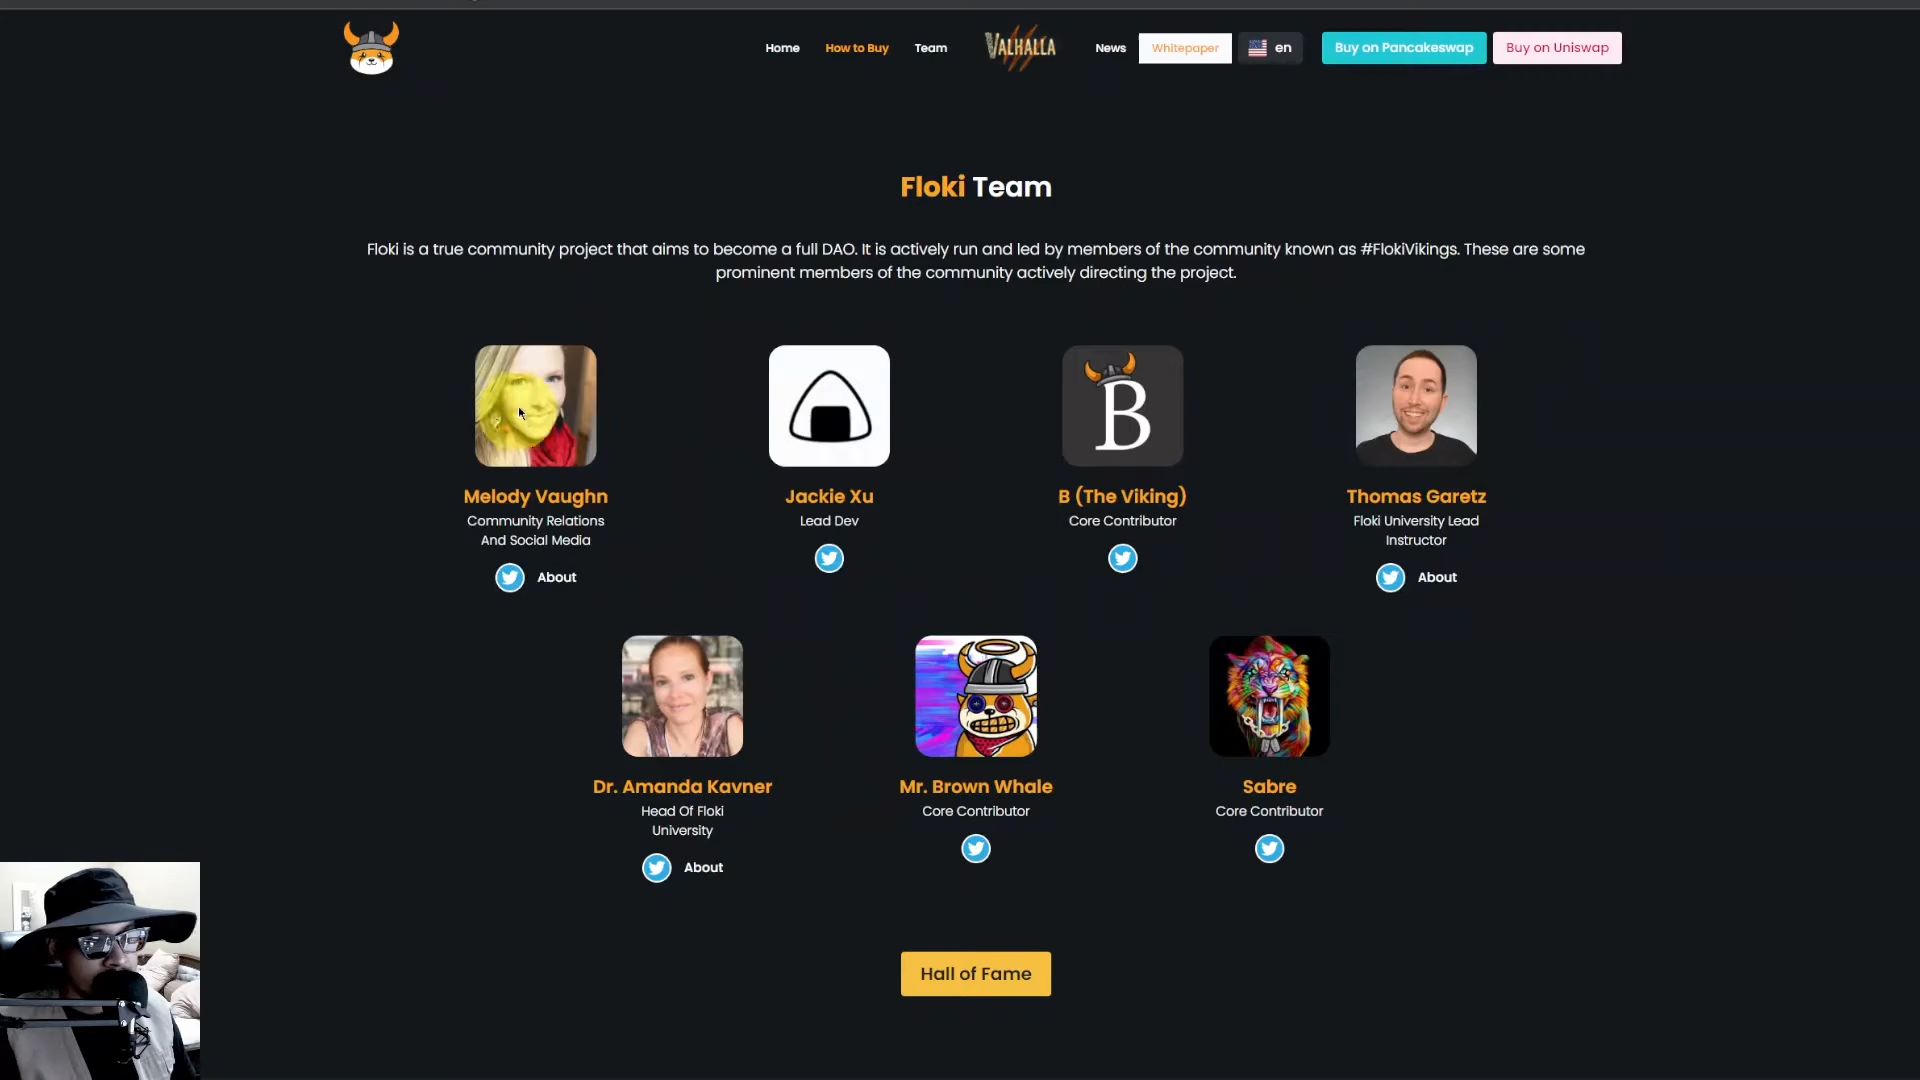 Home How to Buy Team VALHALLA News Whitepaper en Buy on Pancakeswap Buy on Uniswap
Floki Team
Floki is a true community project that aims to become a full DAO. It is actively run and led by members of the community known as #FlokiVikings. These are some
prominent members of the community actively directing the project.
B
Melody Vaughn
Community Relations
And Social Media
About
Jackie Xu
Lead Dev
B (The Viking)
Core Contributor
Thomas Garetz
Floki University Lead
Instructor
About
Dr. Amanda Kavner
Head Of Floki
University
About
Mr. Brown Whale
Core Contributor
Sabre
Core Contributor
Hall of Fame